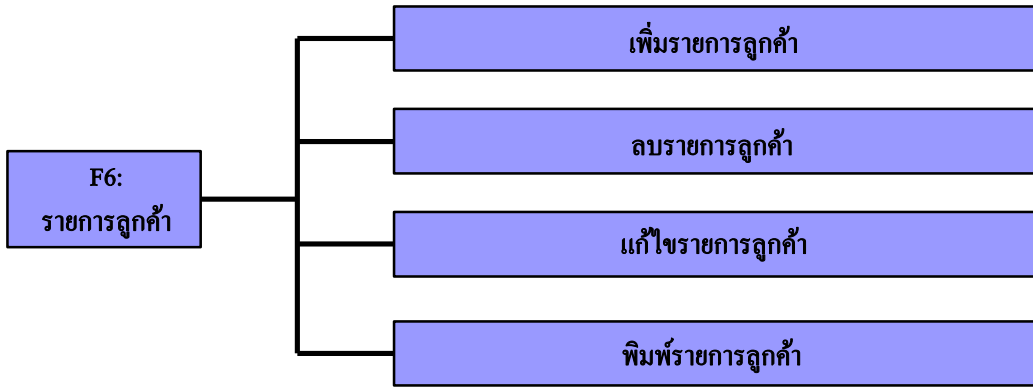 F6:
รายการลูกค้า
เพิ่มรายการลูกค้า
ลบรายการลูกค้า
แก้ไขรายการลูกค้า
พิมพ์รายการลูกค้า